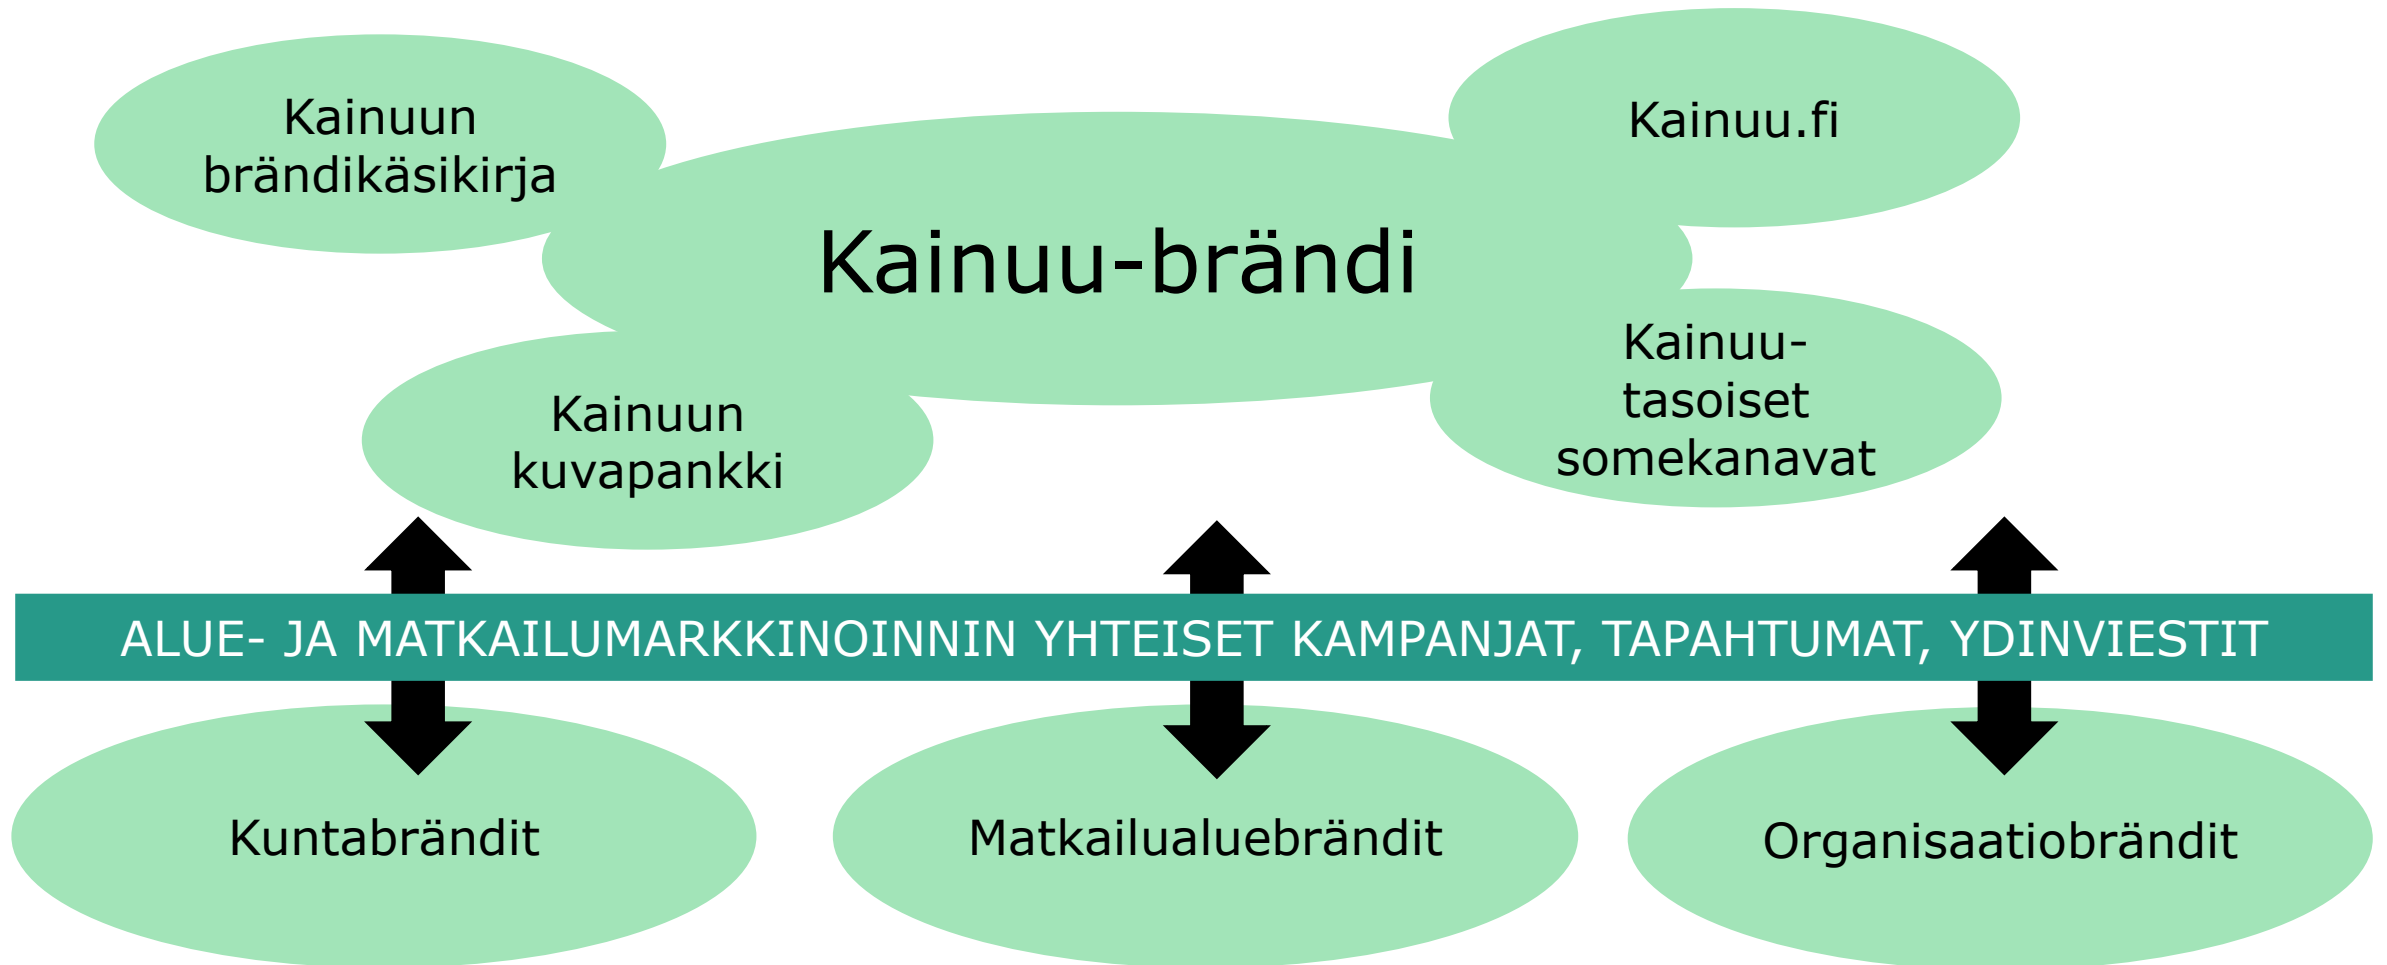 Kainuun
brändikäsikirja
Kainuu.fi
Kainuu-brändi
Kainuun
kuvapankki
Kainuu-
tasoiset
somekanavat
ALUE- JA MATKAILUMARKKINOINNIN YHTEISET KAMPANJAT, TAPAHTUMAT, YDINVIESTIT
Kuntabrändit
Matkailualuebrändit
Organisaatiobrändit